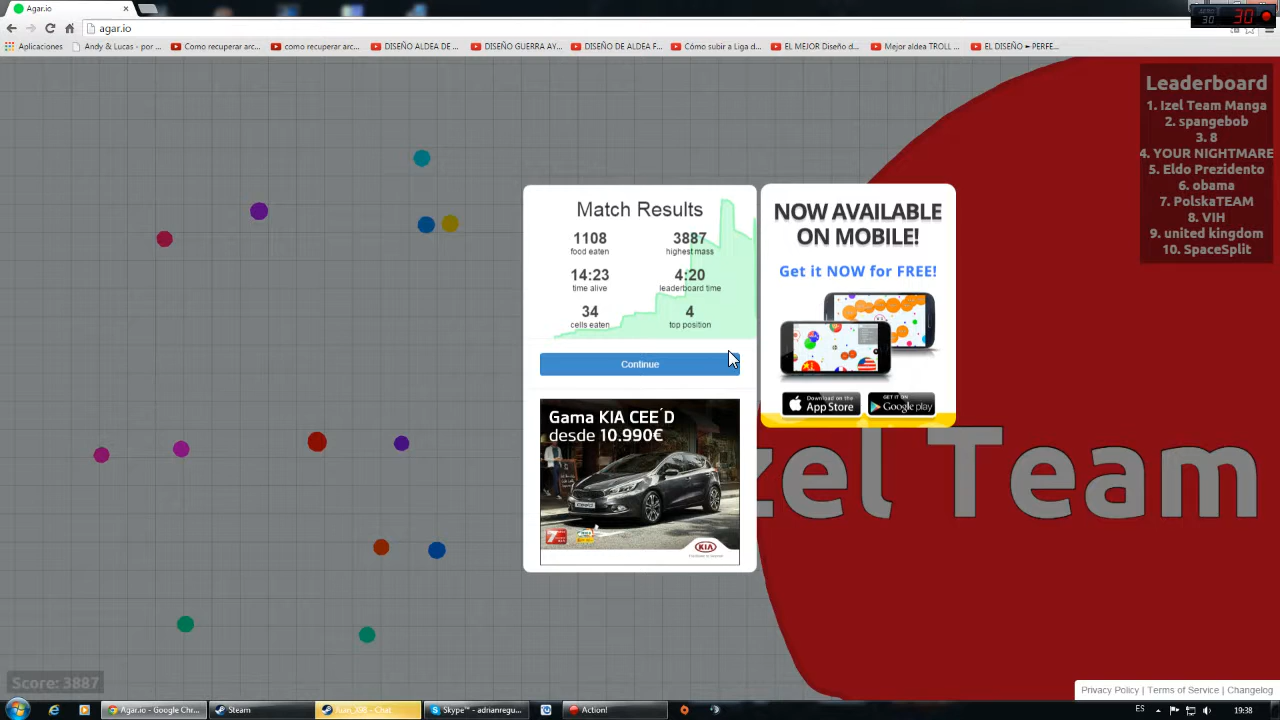 Agar.io
30 30
agar.io
Aplicaciones Andy & Lucas - por ... Como recuperar arc... como recuperar arc... DISEÑO ALDEA DE ... DISEÑO GUERRA AY... DISEÑO DE ALDEA F... Cómo subir a Liga d... EL MEJOR Diseño d... Mejor aldea TROLL ... EL DISEÑO ► PERFE...
Leaderboard
1. Izel Team Manga
2. spangebob
3. 8
4. YOUR NIGHTMARE
5. Eldo Prezidento
6. obama
7. PolskaTEAM
8. VIH
9. united kingdom
10. SpaceSplit
Match Results
1108 3887
food eaten highest mass
14:23 4:20
time alive leaderboard time
34 4
cells eaten top position
Continue
Gama KIA CEE´D
desde 10.990€
KIA
NOW AVAILABLE
ON MOBILE!
Get it NOW for FREE!
Download on the
App Store
GET IT ON
Google play
zel Team
Score: 3887
Privacy Policy | Terms of Service | Changelog
Agar.io - Google Chr... Steam Juan_X98 - Chat Skype™ - adrianregu... Action! ES 19:38